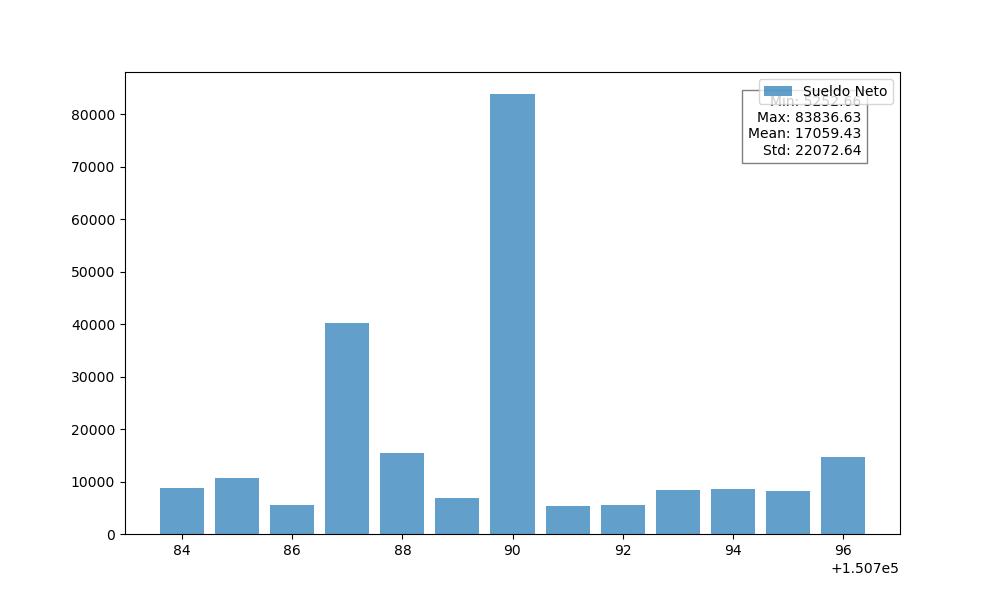 Sueldo Neto
Min: 5252.66
Max: 83836.63
Mean: 17059.43
Std: 22072.64
80000
70000
60000
50000
40000
30000
20000
10000
0
84 86 88 90 92 94 96
+1.507e5